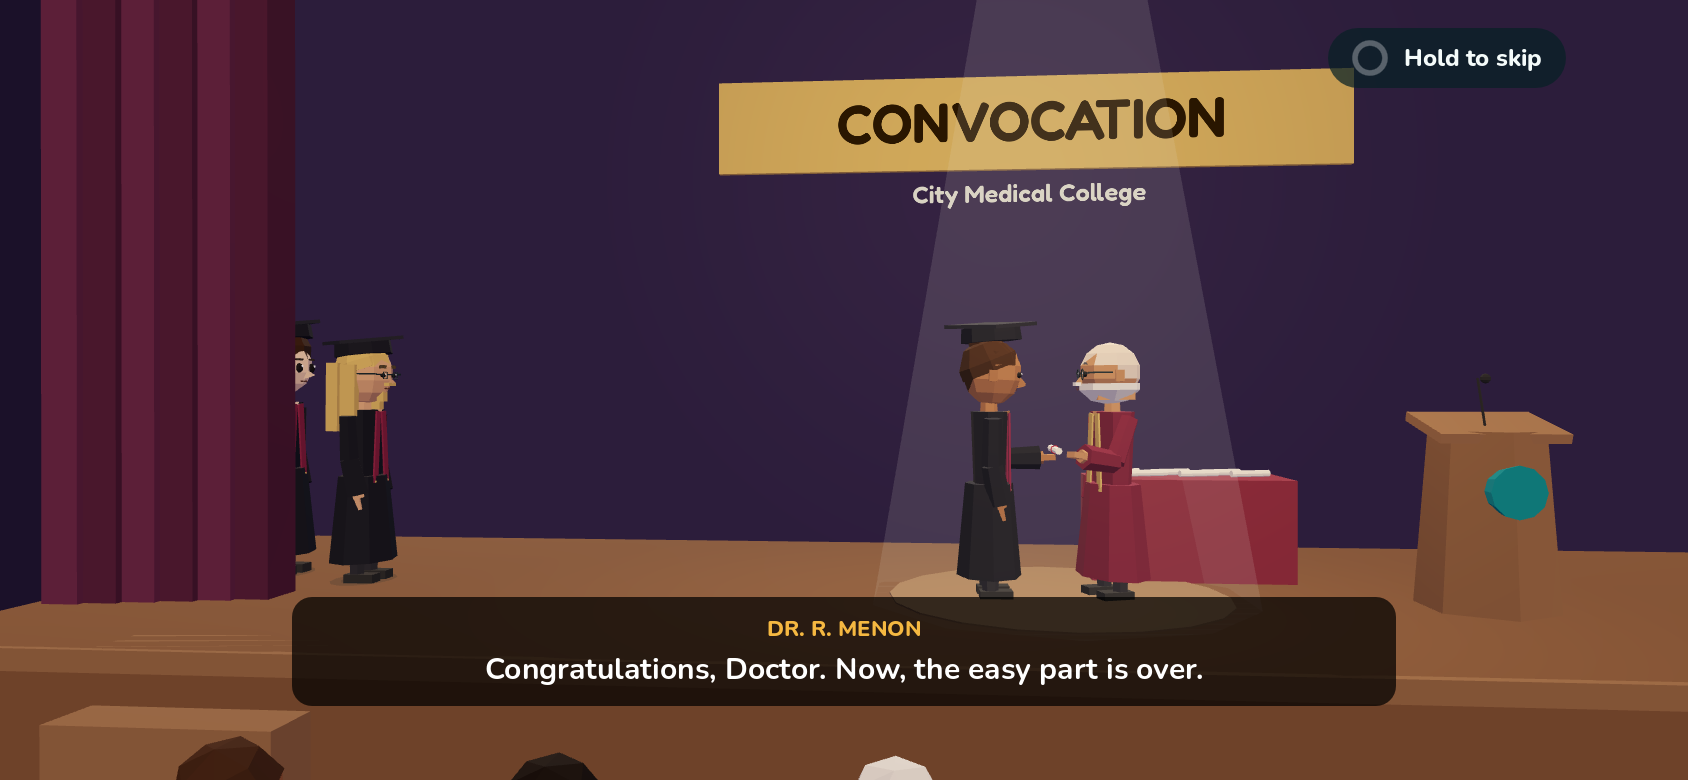 Hold to skip
CONVOCATION
City Medical College
DR. R. MENON
Congratulations, Doctor. Now, the easy part is over.